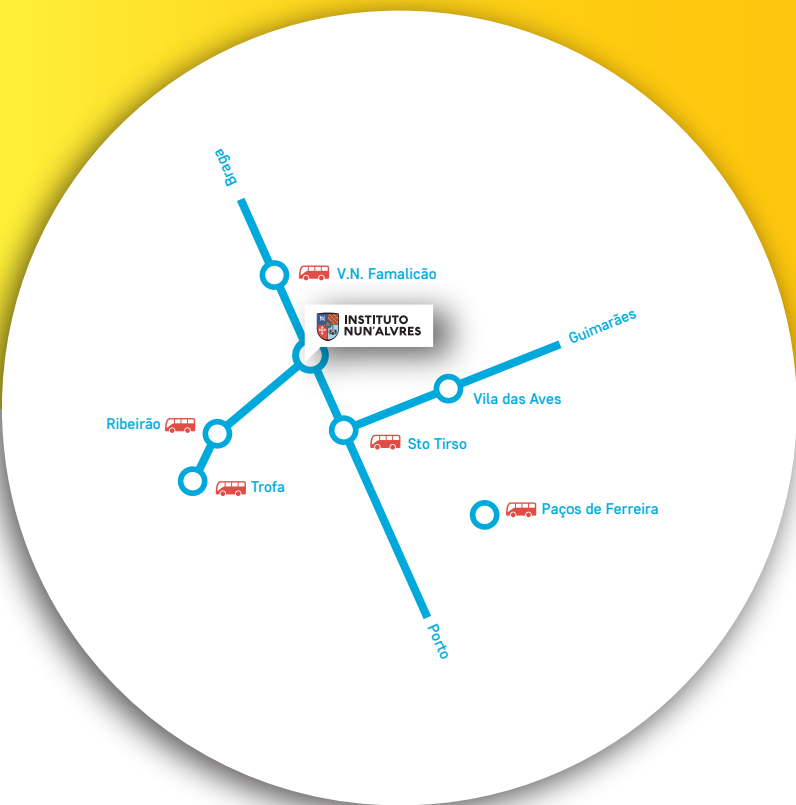 Braga
V.N. Famalicão
INSTITUTO
NUN'ALVRES
Guimarães
Vila das Aves
Ribeirão
Sto Tirso
Trofa
Paços de Ferreira
Porto